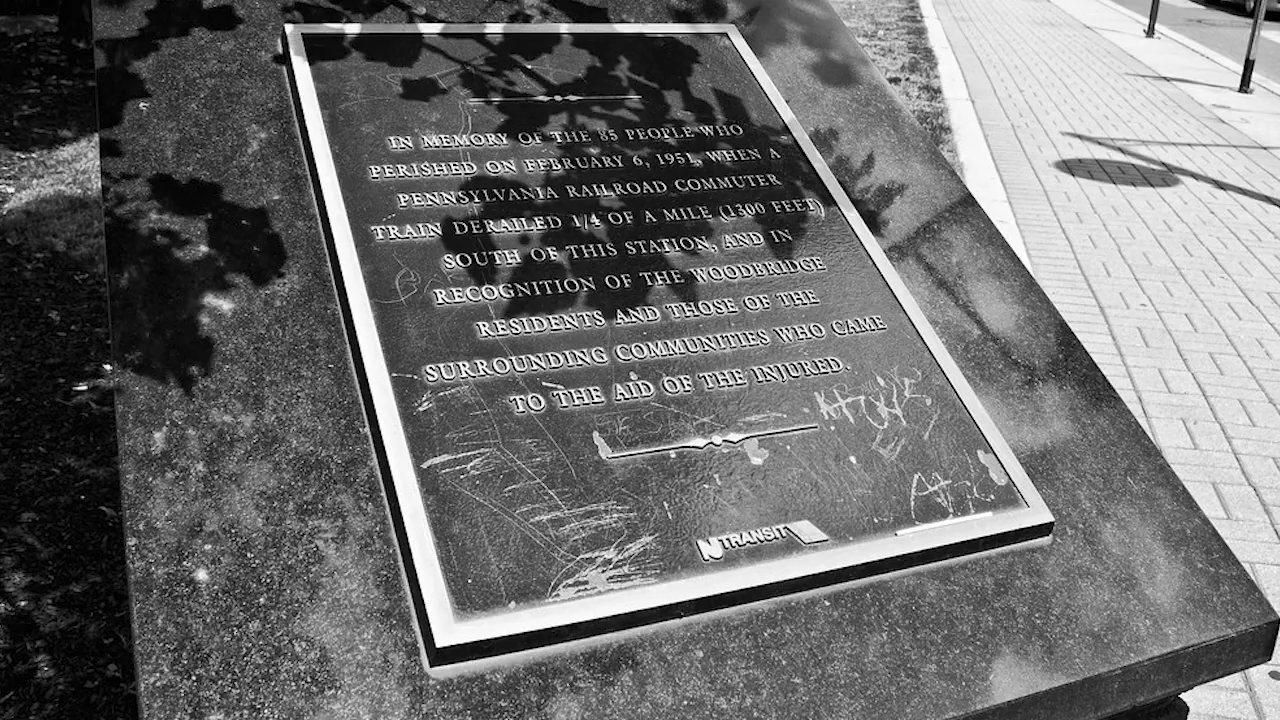 IN MEMORY OF THE 85 PEOPLE WHO
PERISHED ON FEBRUARY 6, 1951, WHEN A
PENNSYLVANIA RAILROAD COMMUTER
TRAIN DERAILED 1/4 OF A MILE (1300 FEET)
SOUTH OF THIS STATION, AND IN
RECOGNITION OF THE WOODBRIDGE
RESIDENTS AND THOSE OF THE
SURROUNDING COMMUNITIES WHO CAME
TO THE AID OF THE INJURED.
NJ TRANSIT